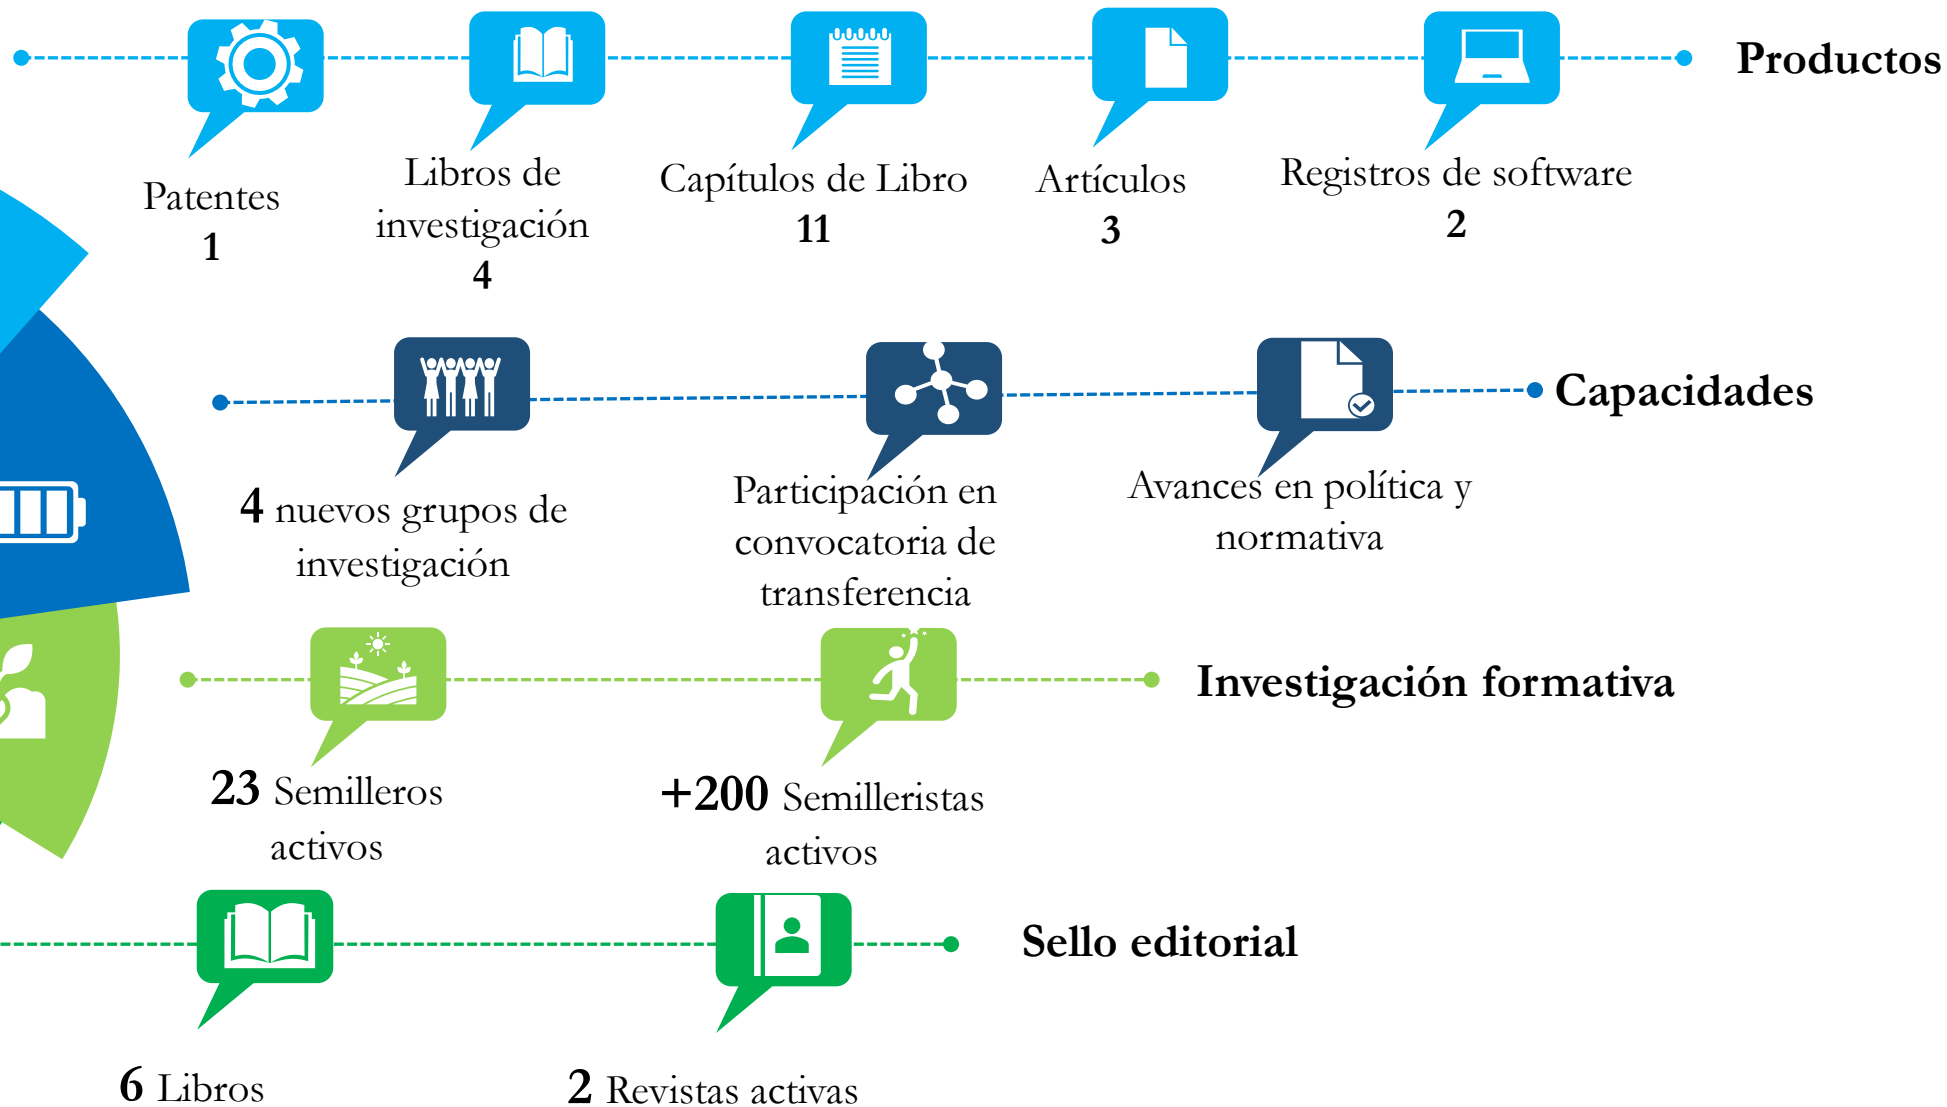 Productos
Patentes
1
Libros de
investigación
4
Capítulos de Libro
11
Artículos
3
Registros de software
2
Capacidades
4 nuevos grupos de
investigación
Participación en
convocatoria de
transferencia
Avances en política y
normativa
Investigación formativa
23 Semilleros
activos
+200 Semilleristas
activos
Sello editorial
6 Libros
2 Revistas activas